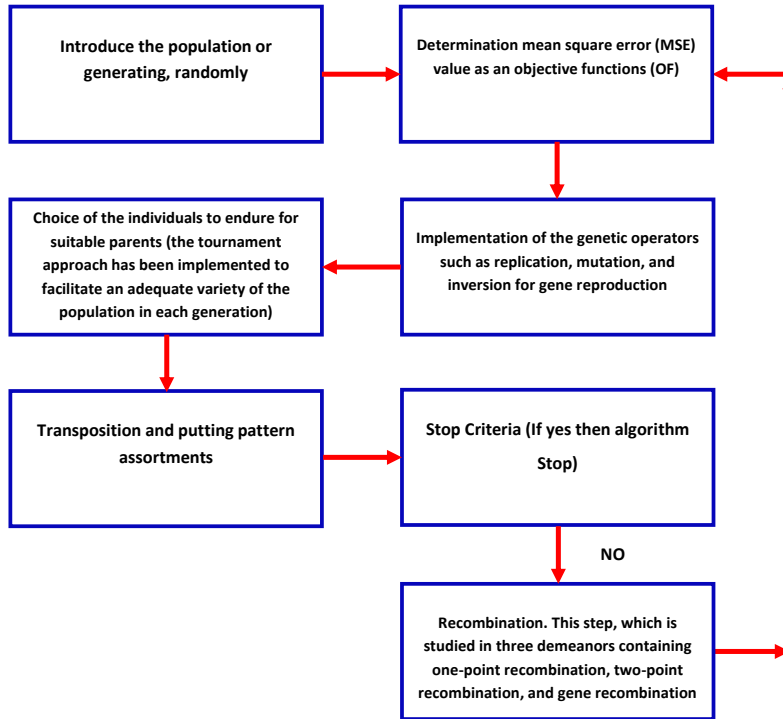 Introduce the population or
generating, randomly
Determination mean square error (MSE)
value as an objective functions (OF)
Choice of the individuals to endure for
suitable parents (the tournament
approach has been implemented to
facilitate an adequate variety of the
population in each generation)
Implementation of the genetic operators
such as replication, mutation, and
inversion for gene reproduction
Transposition and putting pattern
assortments
Stop Criteria (If yes then algorithm
Stop)
NO
Recombination. This step, which is
studied in three demeanors containing
one-point recombination, two-point
recombination, and gene recombination